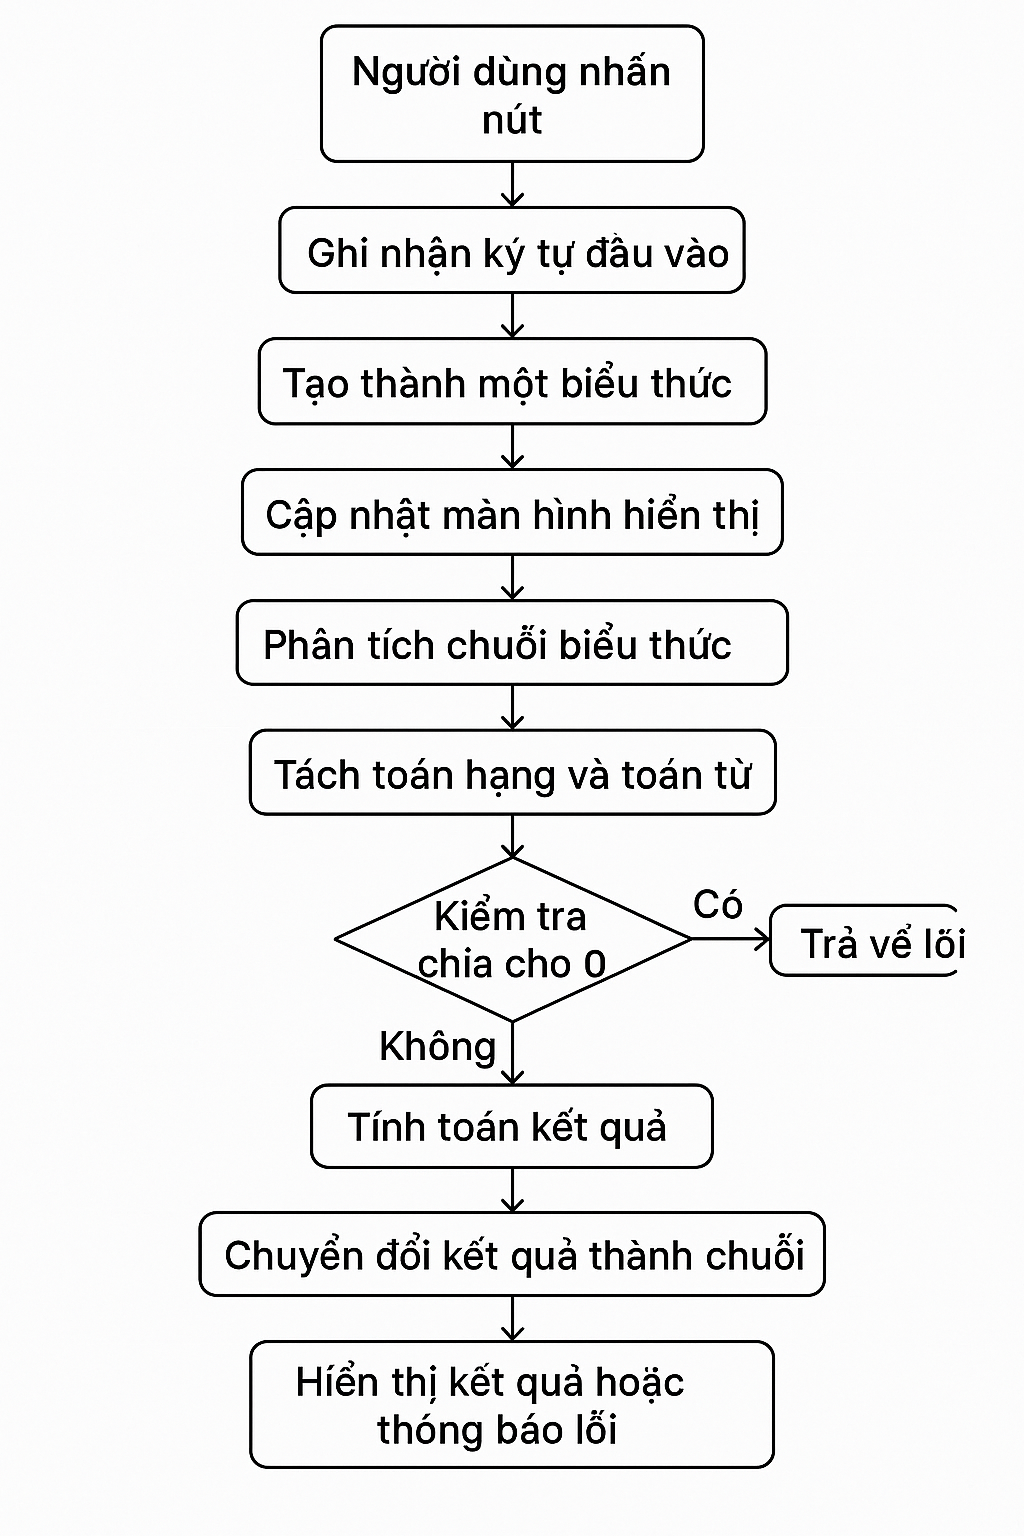 Người dùng nhấn
nút
Ghi nhận ký tự đầu vào
Tạo thành một biểu thức
Cập nhật màn hình hiển thị
Phân tích chuỗi biểu thức
Tách toán hạng và toán từ
Kiểm tra
chia cho 0
Có
Trả vể lỗi
Không
Tính toán kết quả
Chuyển đổi kết quả thành chuỗi
Híển thị kết quả hoặc
thóng báo lỗi